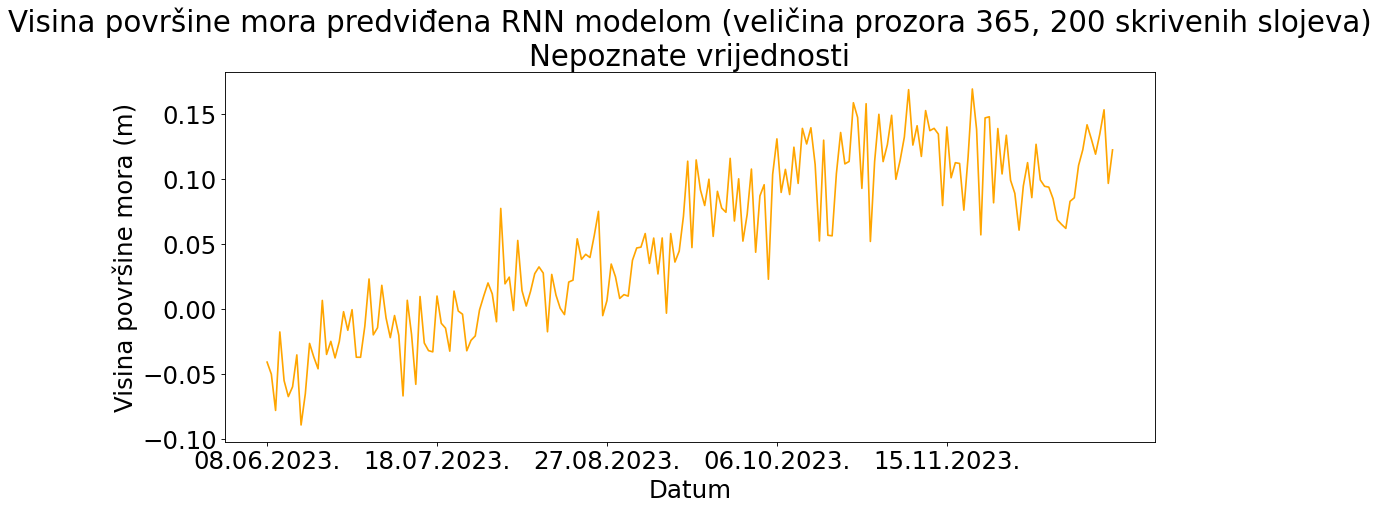 Visina površine mora predviđena RNN modelom (veličina prozora 365, 200 skrivenih slojeva)
Nepoznate vrijednosti
Visina površine mora (m)
0.15
0.10
0.05
0.00
−0.05
−0.10
08.06.2023. 18.07.2023. 27.08.2023. 06.10.2023. 15.11.2023.
Datum